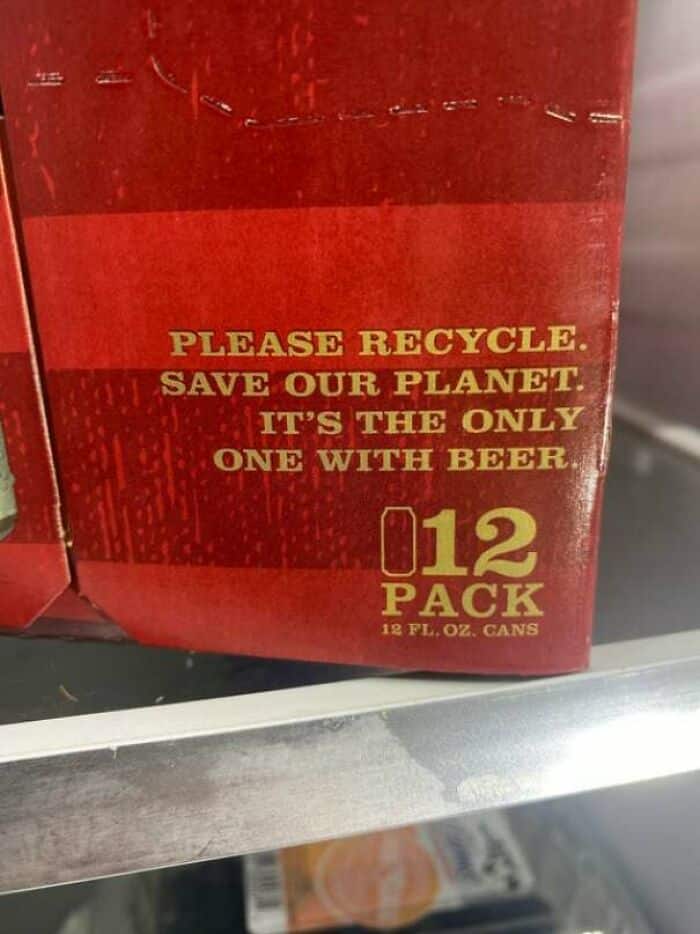 PLEASE RECYCLE.
SAVE OUR PLANET.
IT'S THE ONLY
ONE WITH BEER.
12
PACK
12 FL. OZ. CANS